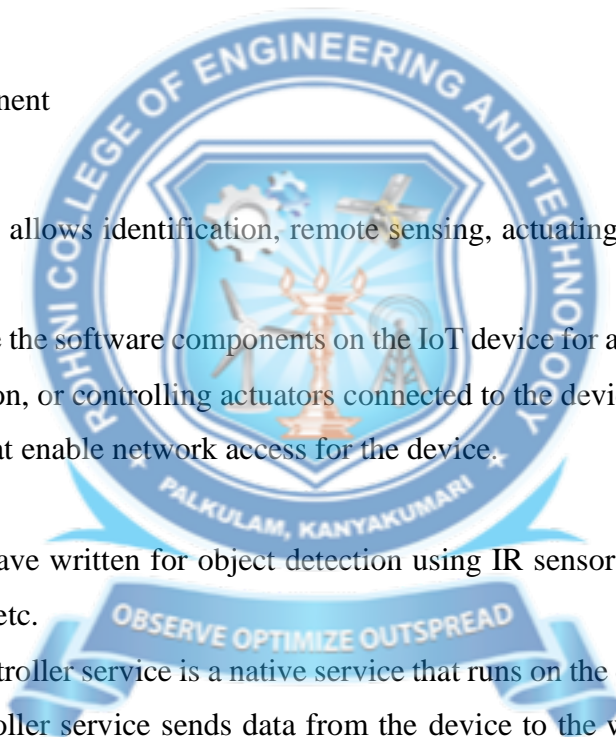 nent
allows identification, remote sensing, actuating
the software components on the IoT device for a
on, or controlling actuators connected to the devi
at enable network access for the device.
ave written for object detection using IR sensor
etc.
troller service is a native service that runs on the
oller service sends data from the device to the w
ROHINI COLLEGE OF ENGINEERING AND TECHNOLOGY
PALKULAM, KANYAKUMARI
OBSERVE OPTIMIZE OUTSPREAD